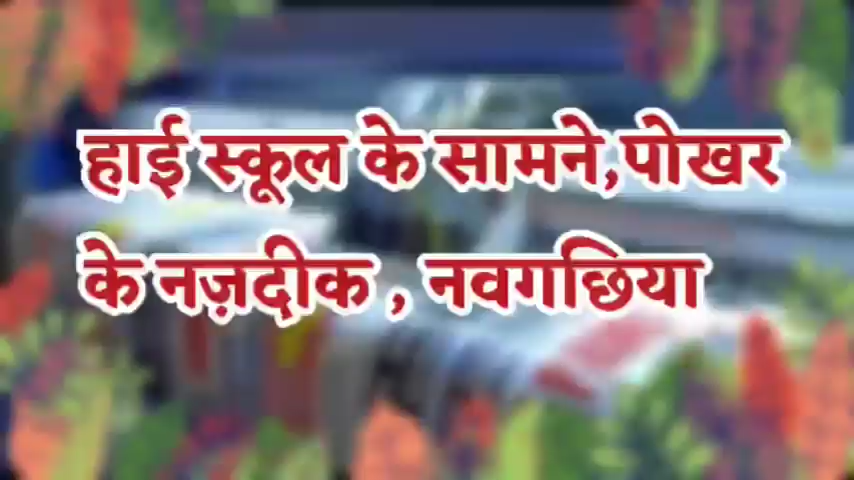 हाई स्कूल के सामने,पोखर
के नज़दीक , नवगछिया